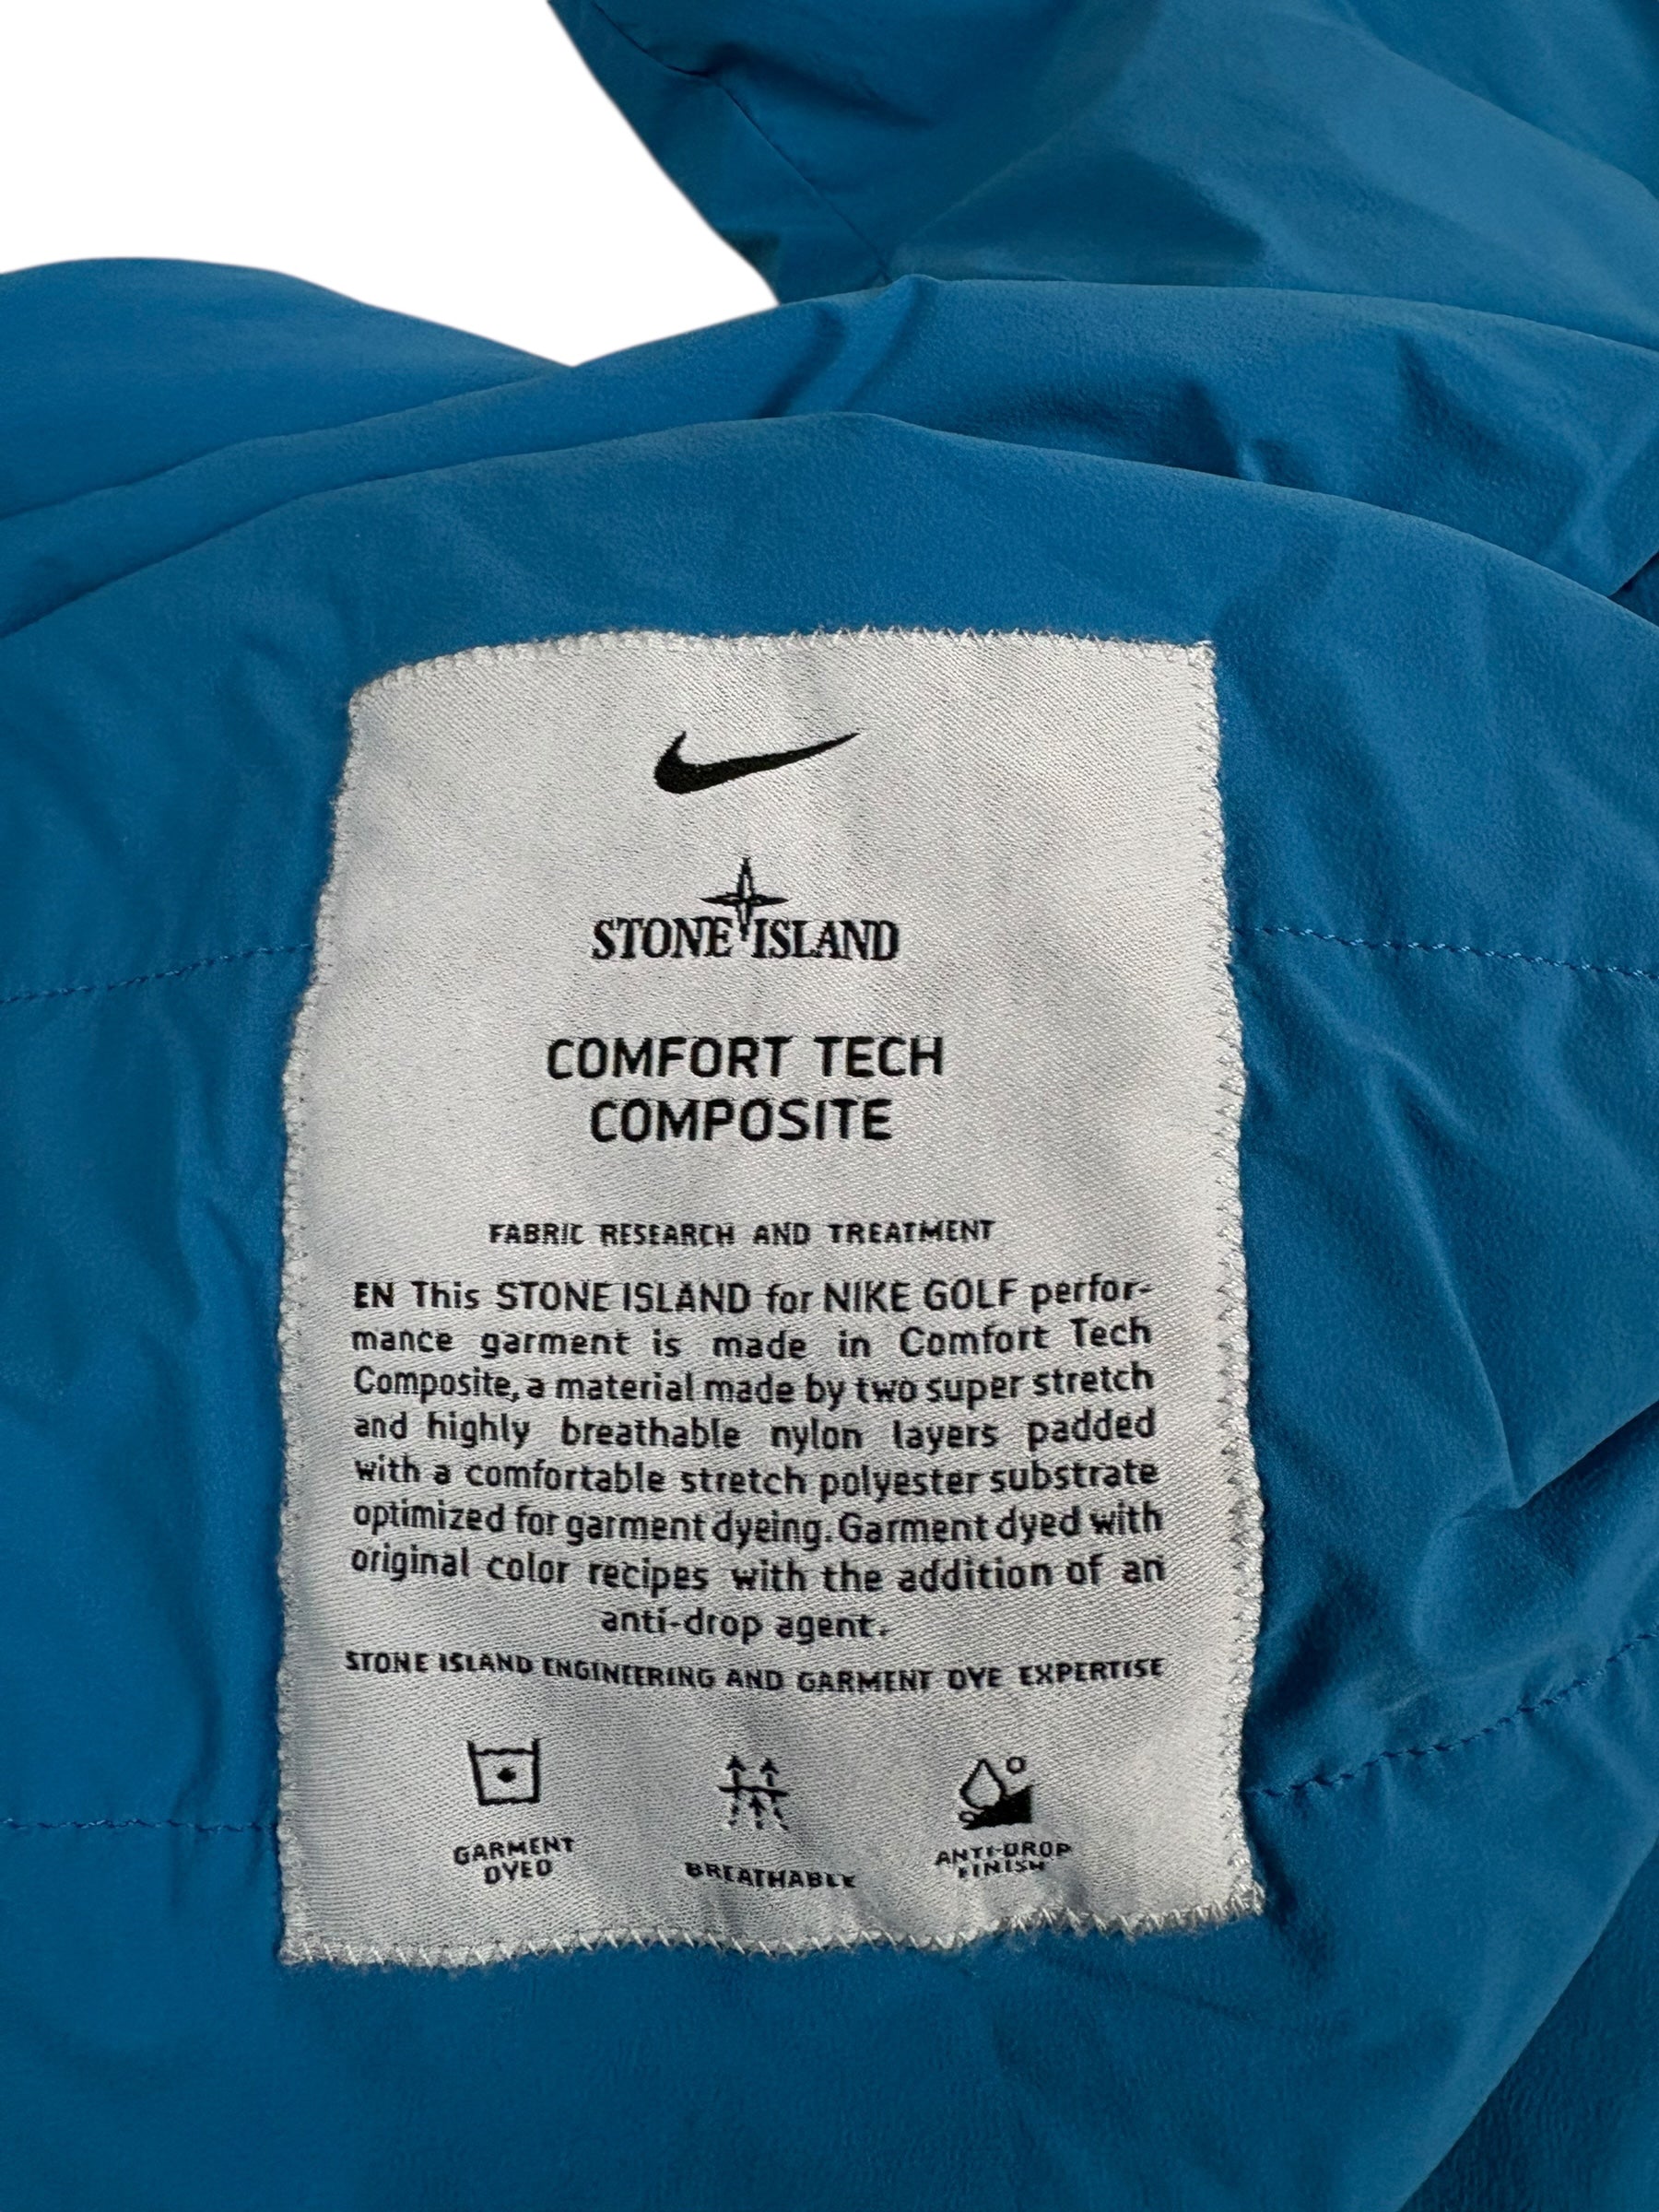 STONE ISLAND
COMFORT TECH
COMPOSITE
FABRIC RESEARCH AND TREATMENT
EN This STONE ISLAND for NIKE GOLF perfor-
mance garment is made in Comfort Tech
Composite, a material made by two super stretch
and highly breathable nylon layers padded
with a comfortable stretch polyester substrate
optimized for garment dyeing. Garment dyed with
original color recipes with the addition of an
anti-drop agent.
STONE ISLAND ENGINEERING AND GARMENT DYE EXPERTISE
GARMENT
DYED
BREATHABLE
ANTI-DROP
FINISH